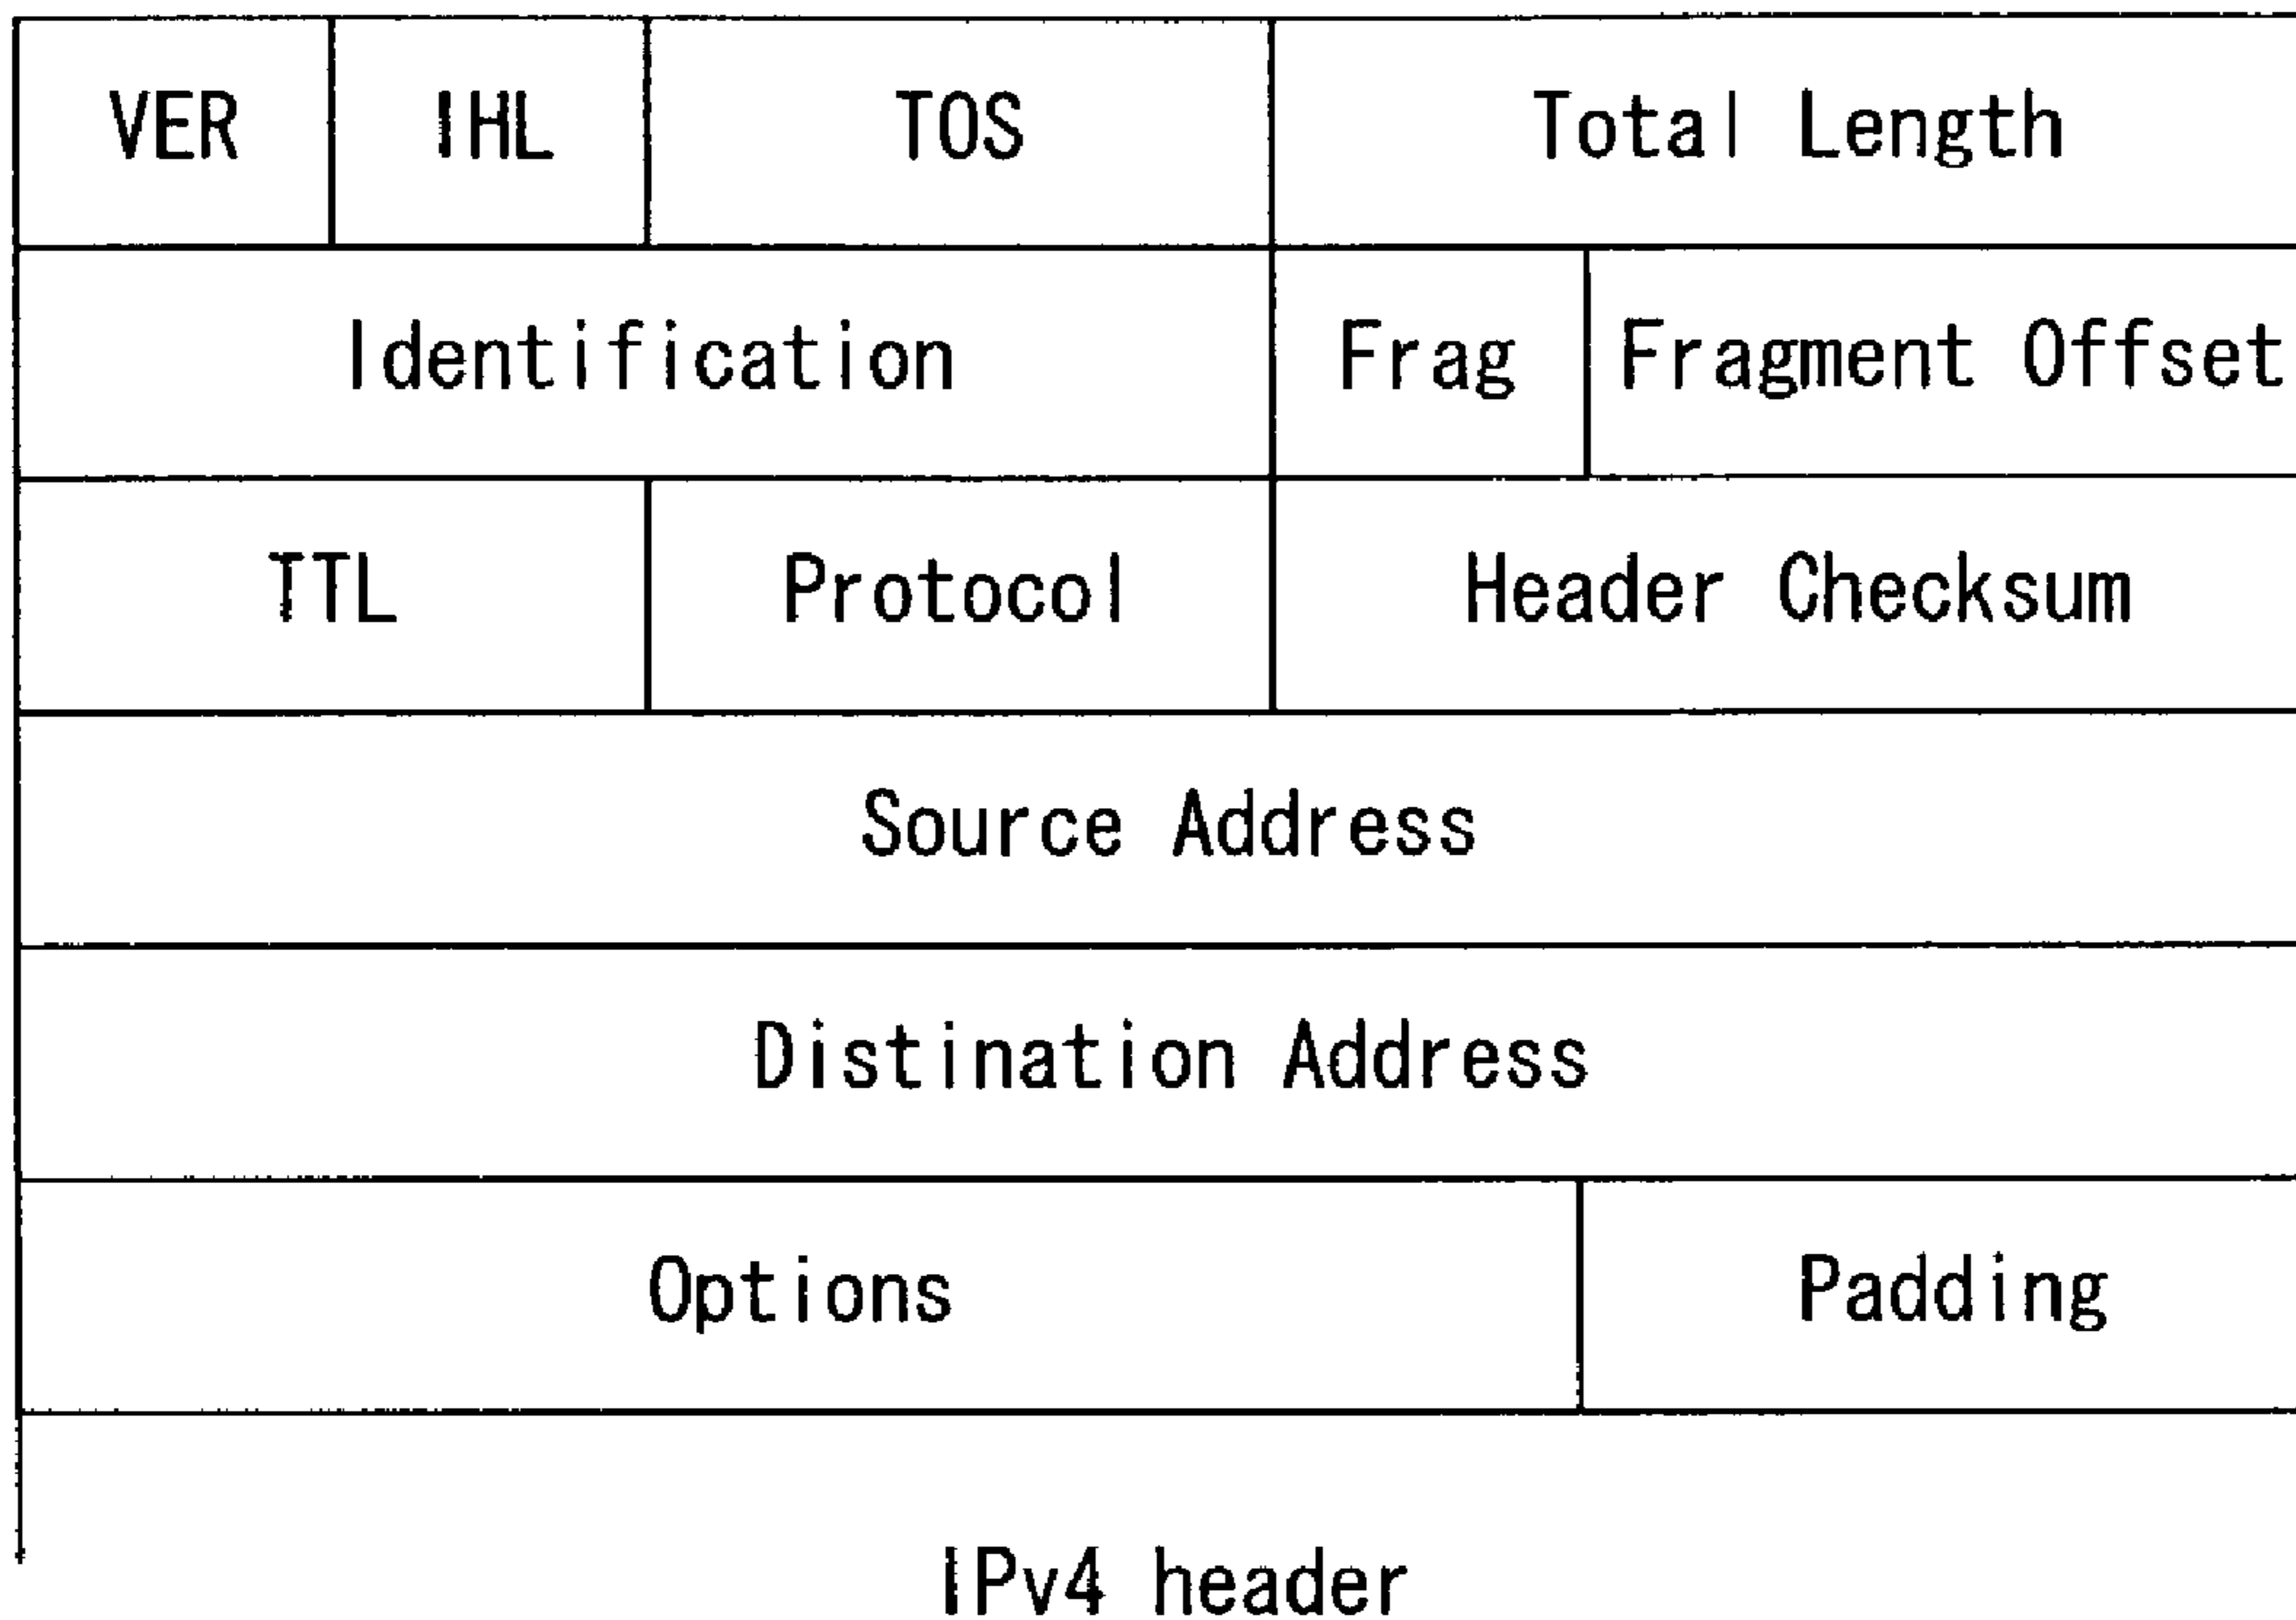 VER IHL TOS Total Length
Identification Frag Fragment Offset
TTL Protocol Header Checksum
Source Address
Distination Address
Options Padding
IPv4 header